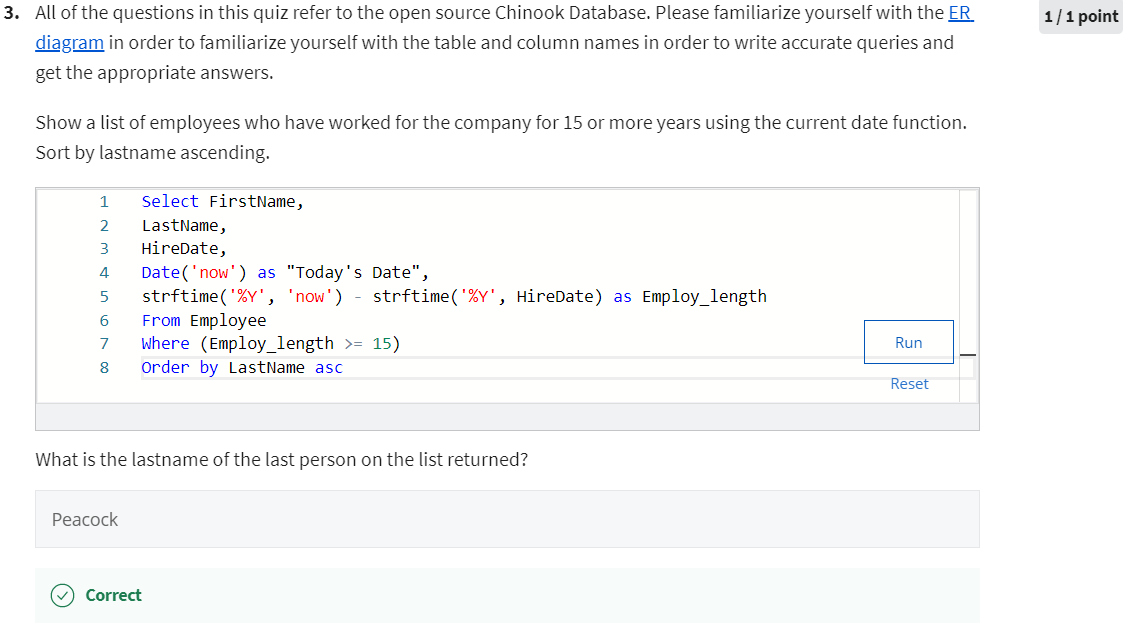 3. All of the questions in this quiz refer to the open source Chinook Database. Please familiarize yourself with the ER
1 / 1 point
diagram in order to familiarize yourself with the table and column names in order to write accurate queries and
get the appropriate answers.
Show a list of employees who have worked for the company for 15 or more years using the current date function.
Sort by lastname ascending.
1 Select FirstName,
2 LastName,
3 HireDate,
4 Date('now') as "Today's Date",
5 strftime('%Y', 'now') - strftime('%Y', HireDate) as Employ_length
6 From Employee
7 Where (Employ_length >= 15)
8 Order by LastName asc
Run
Reset
What is the lastname of the last person on the list returned?
Peacock
Correct